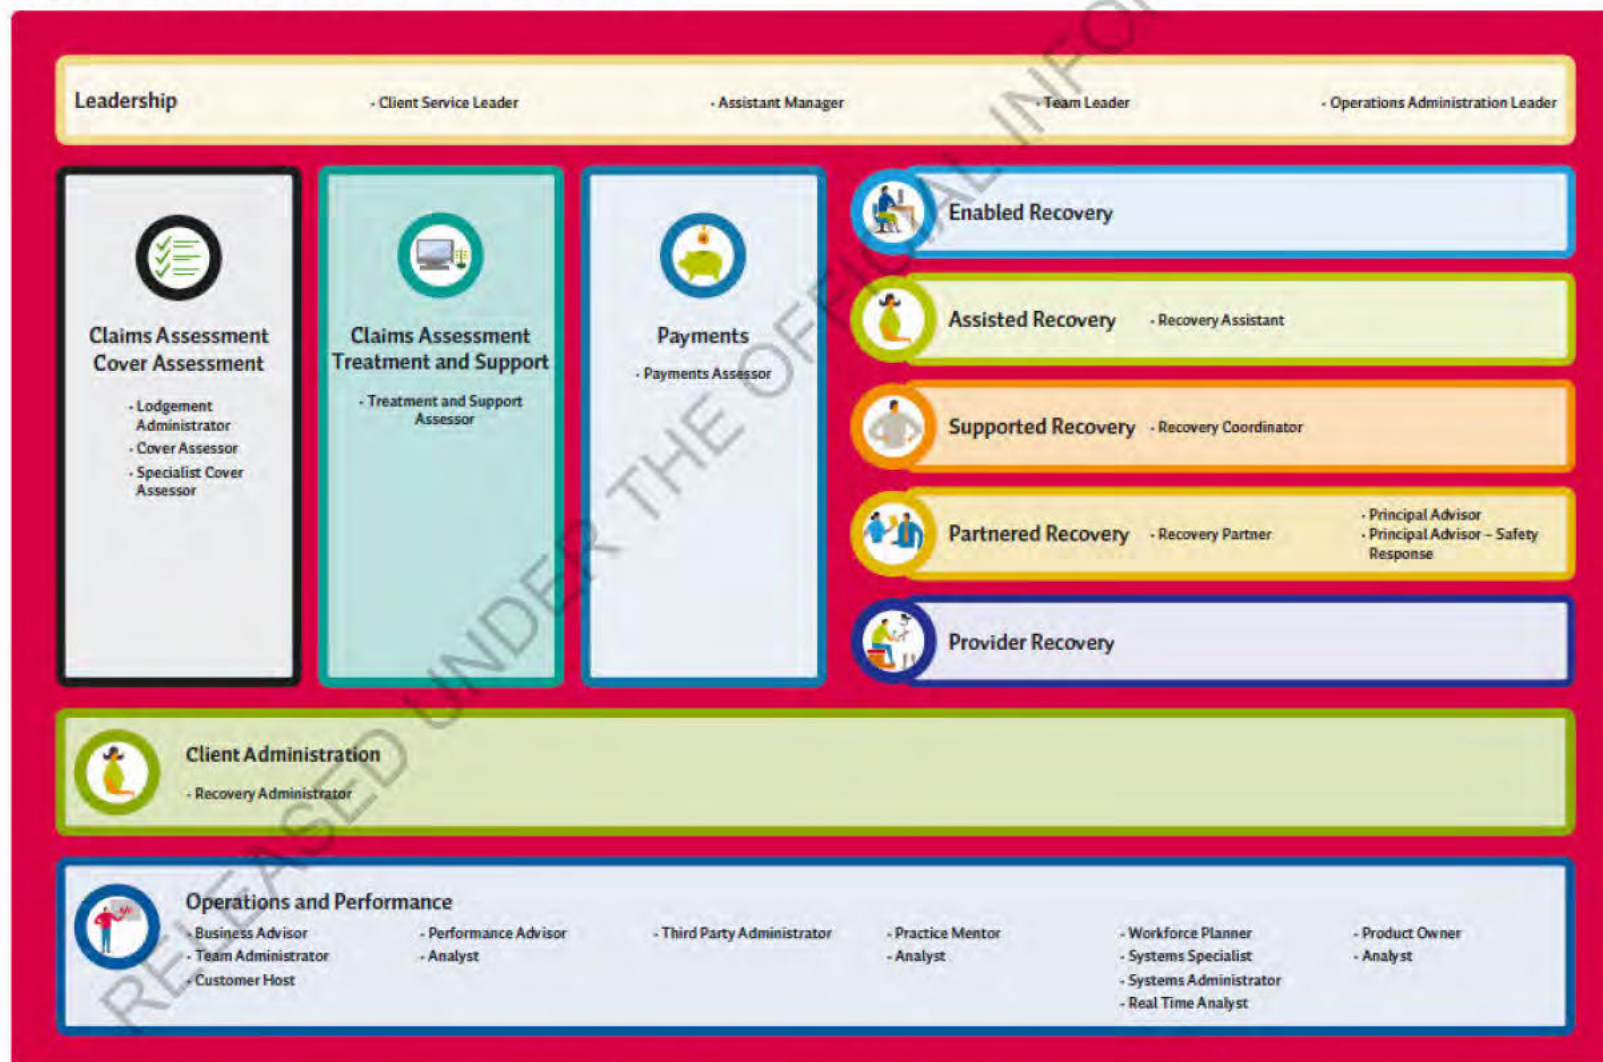 Leadership
- Client Service Leader
- Assistant Manager
- Team Leader
- Operations Administration Leader
Claims Assessment
Cover Assessment
- Lodgement
Administrator
- Cover Assessor
- Specialist Cover
Assessor
Claims Assessment
Treatment and Support
- Treatment and Support
Assessor
Payments
- Payments Assessor
Enabled Recovery
Assisted Recovery
- Recovery Assistant
Supported Recovery
- Recovery Coordinator
Partnered Recovery
- Recovery Partner
- Principal Advisor
- Principal Advisor – Safety
Response
Provider Recovery
Client Administration
- Recovery Administrator
Operations and Performance
- Business Advisor
- Team Administrator
- Customer Host
- Performance Advisor
- Analyst
- Third Party Administrator
- Practice Mentor
- Analyst
- Workforce Planner
- Systems Specialist
- Systems Administrator
- Real Time Analyst
- Product Owner
- Analyst
RELEASED UNDER THE OFFICIAL